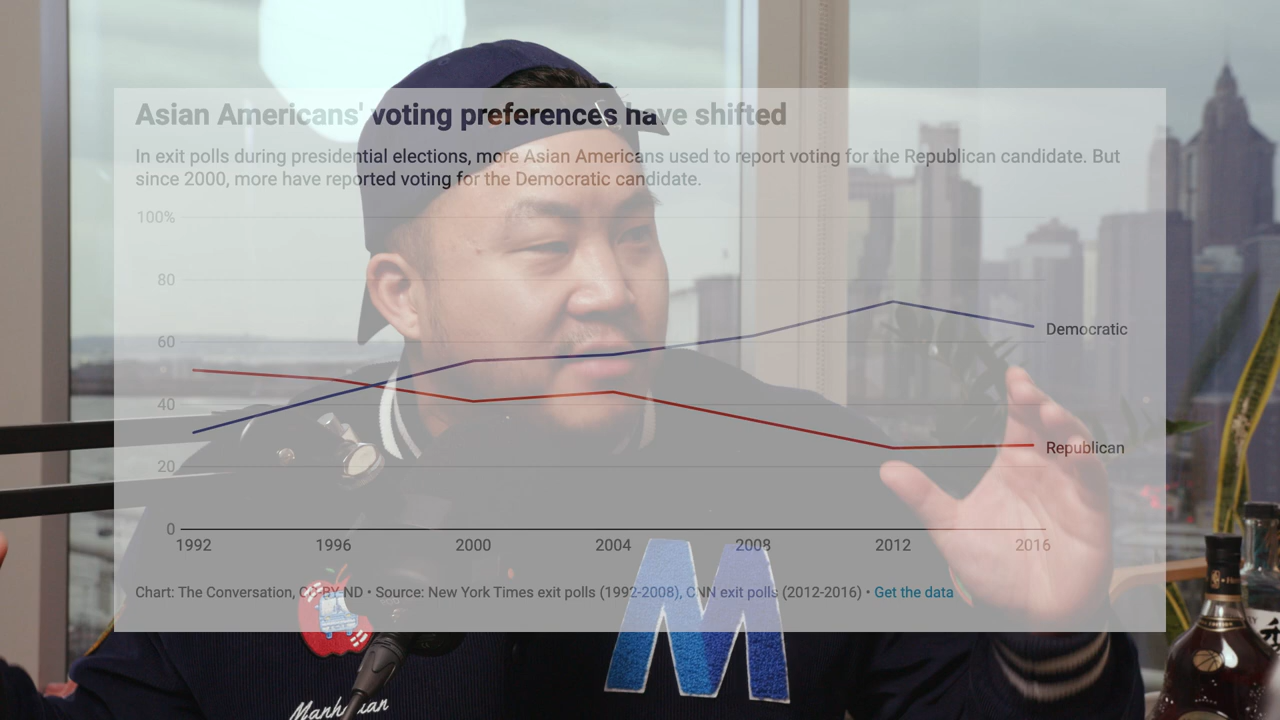 Asian Americans' voting preferences have shifted
In exit polls during presidential elections, more Asian Americans used to report voting for the Republican candidate. But
since 2000, more have reported voting for the Democratic candidate.
100%
80
60
Democratic
40
Republican
20
0
1992 1996 2000 2004 2008 2012 2016
Chart: The Conversation, CC-BY-ND • Source: New York Times exit polls (1992-2008), CNN exit polls (2012-2016) • Get the data
M